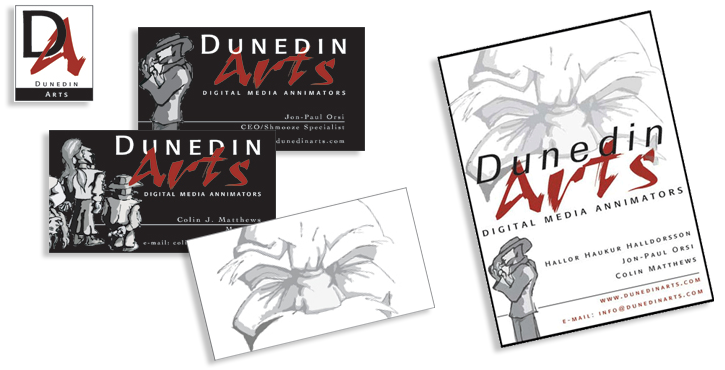 DA
DUNEDIN
ARTS
DUNEDIN
Arts
DIGITAL MEDIA ANNIMATORS
Jon-Paul Orsi
CEO/Shmooze Specialist
dunedinarts.com
DUNEDIN
Arts
DIGITAL MEDIA ANNIMATORS
Colin J. Matthews
e-mail:
Dunedin
Arts
DIGITAL MEDIA ANNIMATORS
HALLOR HAUKUR HALLDORSSON
JON-PAUL ORSI
COLIN MATTHEWS
WWW.DUNEDINARTS.COM
E-MAIL: INFO@DUNEDINARTS.COM